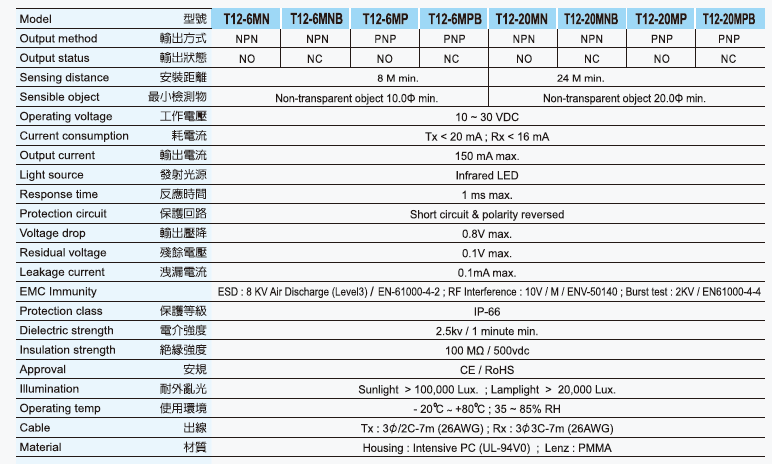 Model 型號 T12-6MN T12-6MNB T12-6MP T12-6MPB T12-20MN T12-20MNB T12-20MP T12-20MPB
Output method 輸出方式 NPN NPN PNP PNP NPN NPN PNP PNP
Output status 輸出狀態 NO NC NO NC NO NC NO NC
Sensing distance 安裝距離 8 M min. 24 M min.
Sensible object 最小檢測物 Non-transparent object 10.0Φ min. Non-transparent object 20.0Φ min.
Operating voltage 工作電壓 10 ~ 30 VDC
Current consumption 耗電流 Tx < 20 mA ; Rx < 16 mA
Output current 輸出電流 150 mA max.
Light source 發射光源 Infrared LED
Response time 反應時間 1 ms max.
Protection circuit 保護回路 Short circuit & polarity reversed
Voltage drop 輸出壓降 0.8V max.
Residual voltage 殘餘電壓 0.1V max.
Leakage current 洩漏電流 0.1mA max.
EMC Immunity ESD : 8 KV Air Discharge (Level3) / EN-61000-4-2 ; RF Interference : 10V / M / ENV-50140 ; Burst test : 2KV / EN61000-4-4
Protection class 保護等級 IP-66
Dielectric strength 電介強度 2.5kv / 1 minute min.
Insulation strength 絶緣強度 100 MΩ / 500vdc
Approval 安規 CE / RoHS
Illumination 耐外亂光 Sunlight > 100,000 Lux. ; Lamplight > 20,000 Lux.
Operating temp 使用環境 - 20℃ ~ +80℃ ; 35 ~ 85% RH
Cable 出線 Tx : 3Φ/2C-7m (26AWG) ; Rx : 3Φ3C-7m (26AWG)
Material 材質 Housing : Intensive PC (UL-94V0) ; Lenz : PMMA